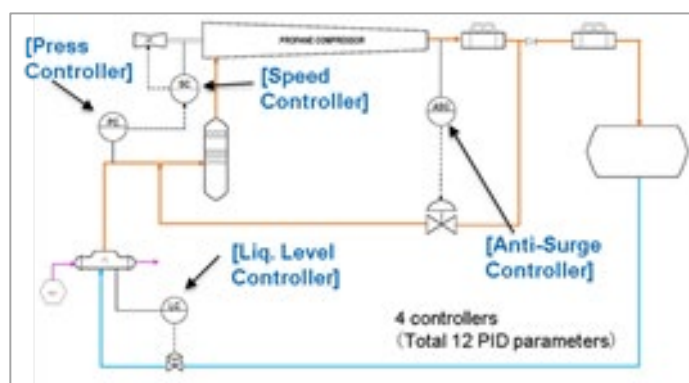 [Press
Controller]
PROPANE COMPRESSOR
[Speed
Controller]
SC
PC
ASC
[Anti-Surge
Controller]
[Liq. Level
Controller]
LC
4 controllers
(Total 12 PID parameters)